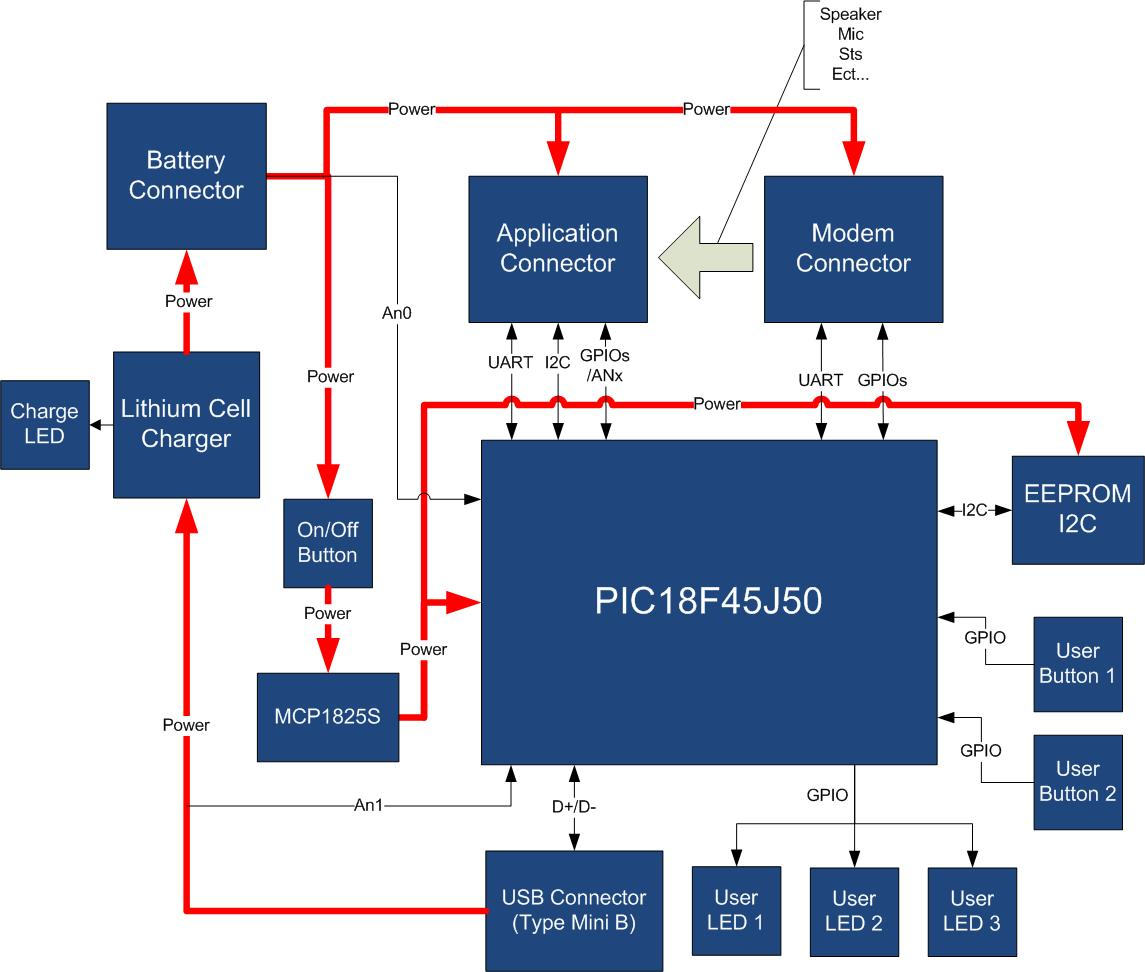 Speaker
Mic
Sts
Ect...
Power
Power
Battery
Connector
Application
Connector
Modem
Connector
Power
An0
UART
I2C
GPIOs
/ANx
UART
GPIOs
Power
Power
Charge
LED
Lithium Cell
Charger
EEPROM
I2C
I2C
On/Off
Button
PIC18F45J50
Power
Power
GPIO
User
Button 1
MCP1825S
Power
GPIO
User
Button 2
An1
D+/D-
GPIO
USB Connector
(Type Mini B)
User
LED 1
User
LED 2
User
LED 3